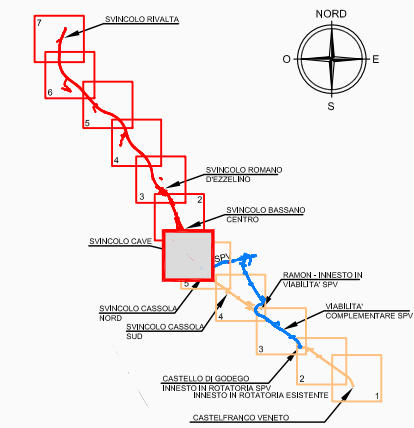 7
SVINCOLO RIVALTA
NORD
O
E
S
6
5
4
SVINCOLO ROMANO
D'EZZELINO
3
2
SVINCOLO BASSANO
CENTRO
SVINCOLO CAVE
SPV
RAMON - INNESTO IN
VIABILITA' SPV
5
SVINCOLO CASSOLA
NORD
4
VIABILITA'
COMPLEMENTARE SPV
SVINCOLO CASSOLA
SUD
3
CASTELLO DI GODEGO
INNESTO IN ROTATORIA SPV
2
INNESTO IN ROTATORIA ESISTENTE
1
CASTELFRANCO VENETO